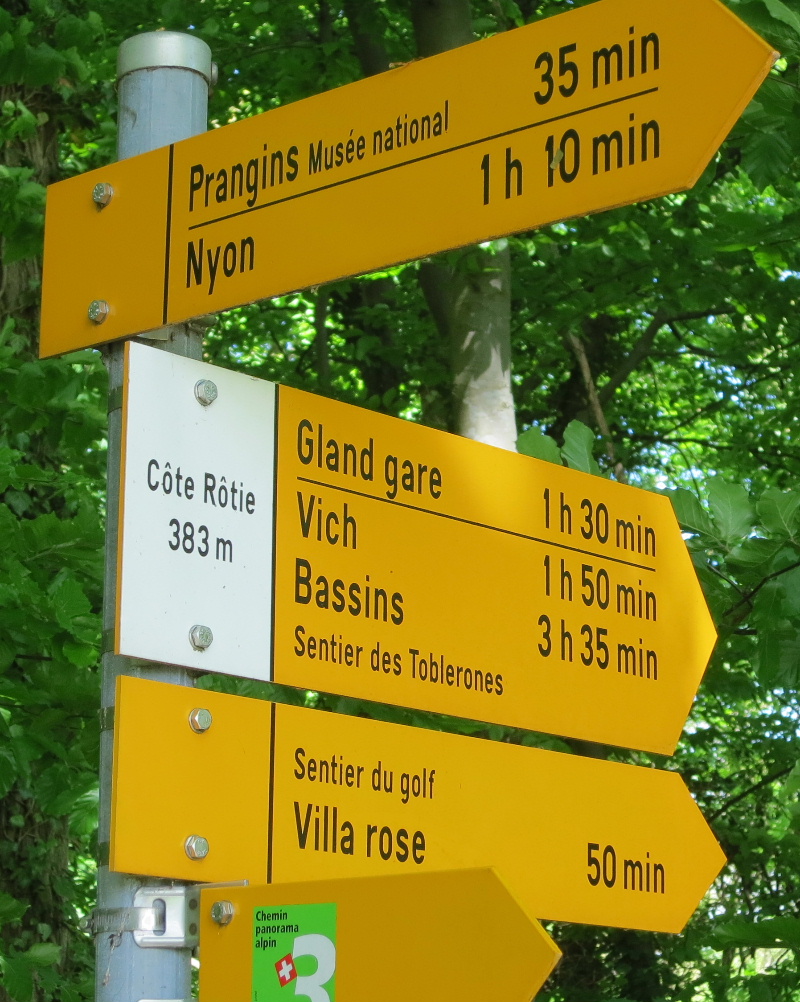 Prangins Musée national 35 min
Nyon 1 h 10 min
Côte Rôtie
383 m
Gland gare 1 h 30 min
Vich 1 h 50 min
Bassins 3 h 35 min
Sentier des Toblerones
Sentier du golf
Villa rose 50 min
Chemin
panorama
alpin
3